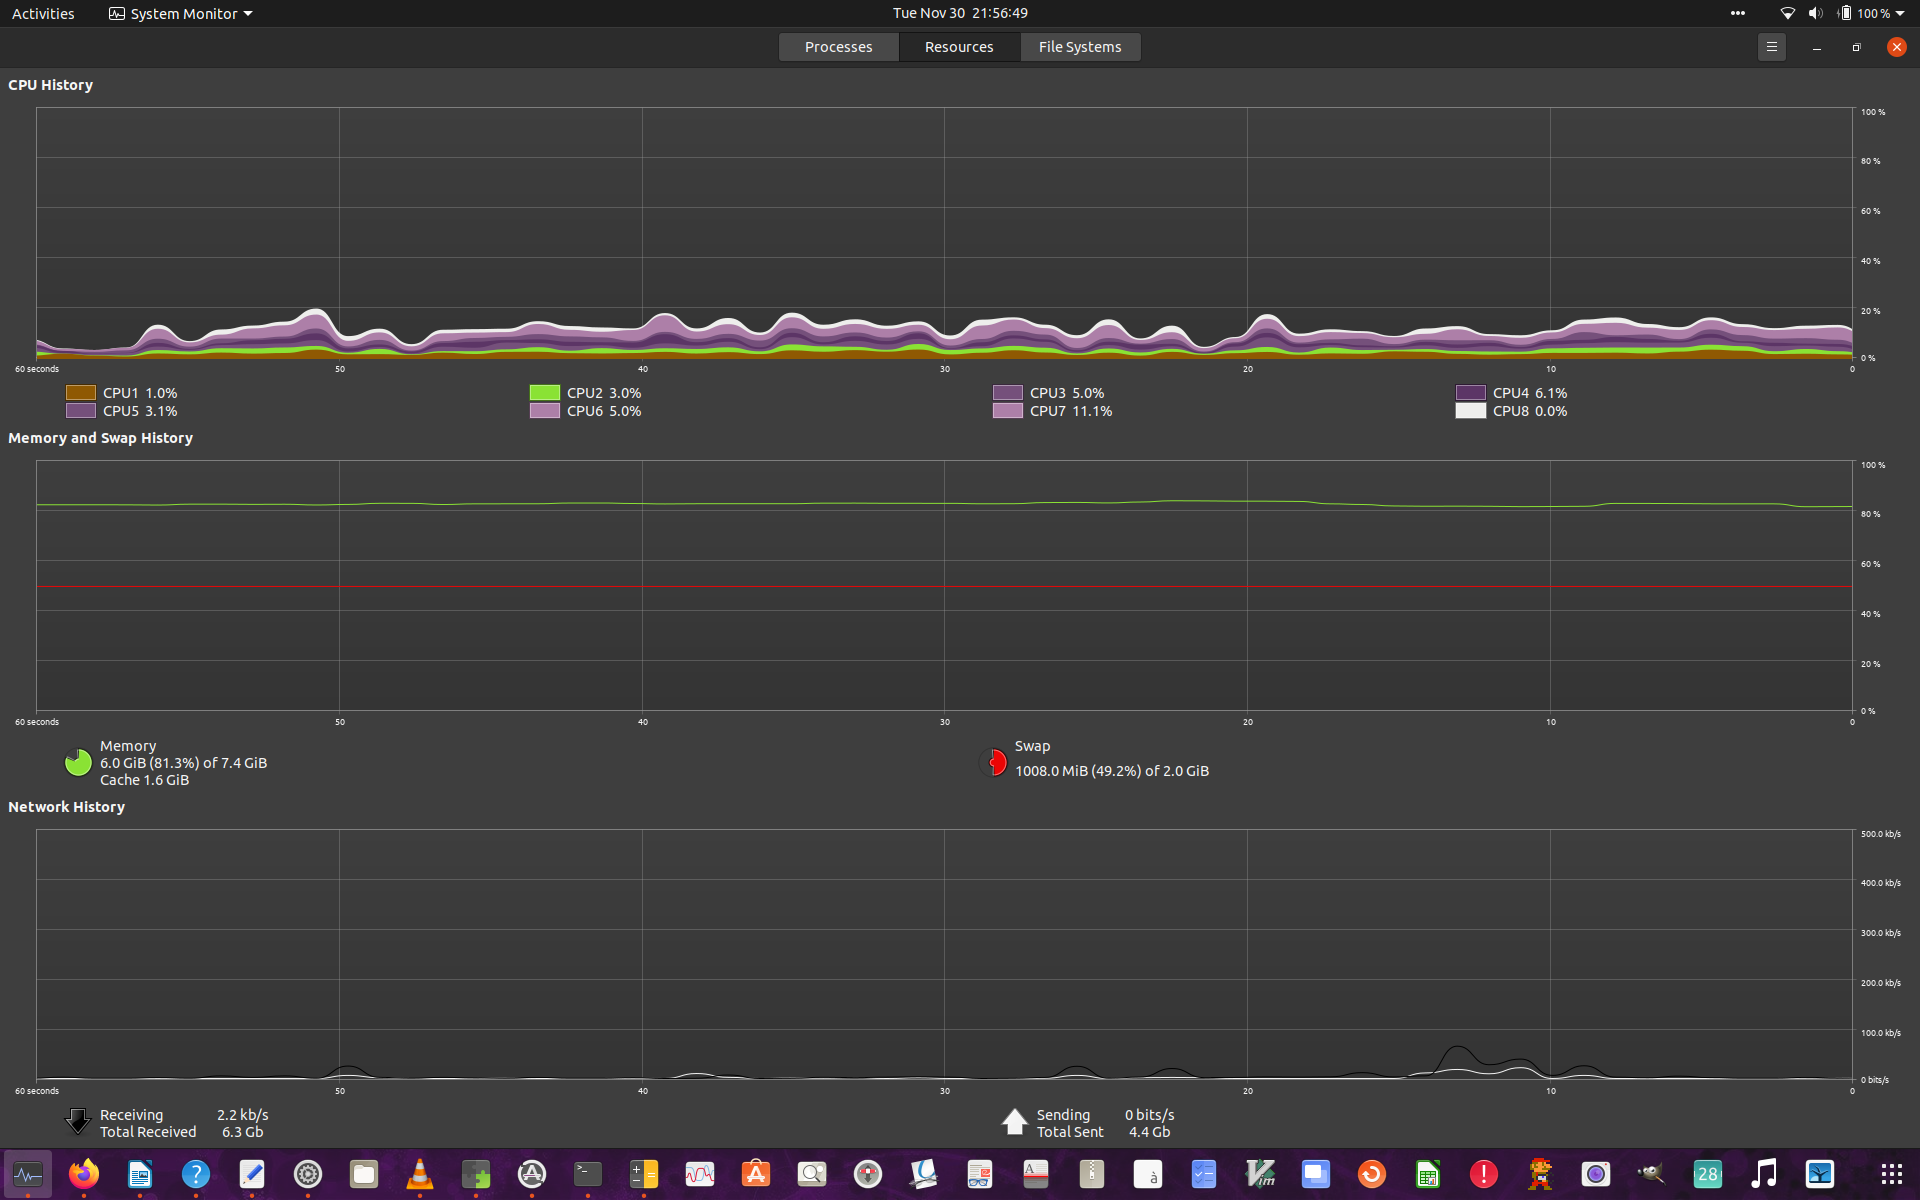 Activities System Monitor Tue Nov 30 21:56:49 100 %
Processes Resources File Systems
CPU History
100 %
80 %
60 %
40 %
20 %
0 %
60 seconds 50 40 30 20 10 0
CPU1 1.0% CPU2 3.0% CPU3 5.0% CPU4 6.1%
CPU5 3.1% CPU6 5.0% CPU7 11.1% CPU8 0.0%
Memory and Swap History
100 %
80 %
60 %
40 %
20 %
0 %
60 seconds 50 40 30 20 10 0
Memory
6.0 GiB (81.3%) of 7.4 GiB
Cache 1.6 GiB
Swap
1008.0 MiB (49.2%) of 2.0 GiB
Network History
500.0 kb/s
400.0 kb/s
300.0 kb/s
200.0 kb/s
100.0 kb/s
0 bits/s
60 seconds 50 40 30 20 10 0
Receiving 2.2 kb/s
Total Received 6.3 Gb
Sending 0 bits/s
Total Sent 4.4 Gb
? >_ A à Vim ! 28